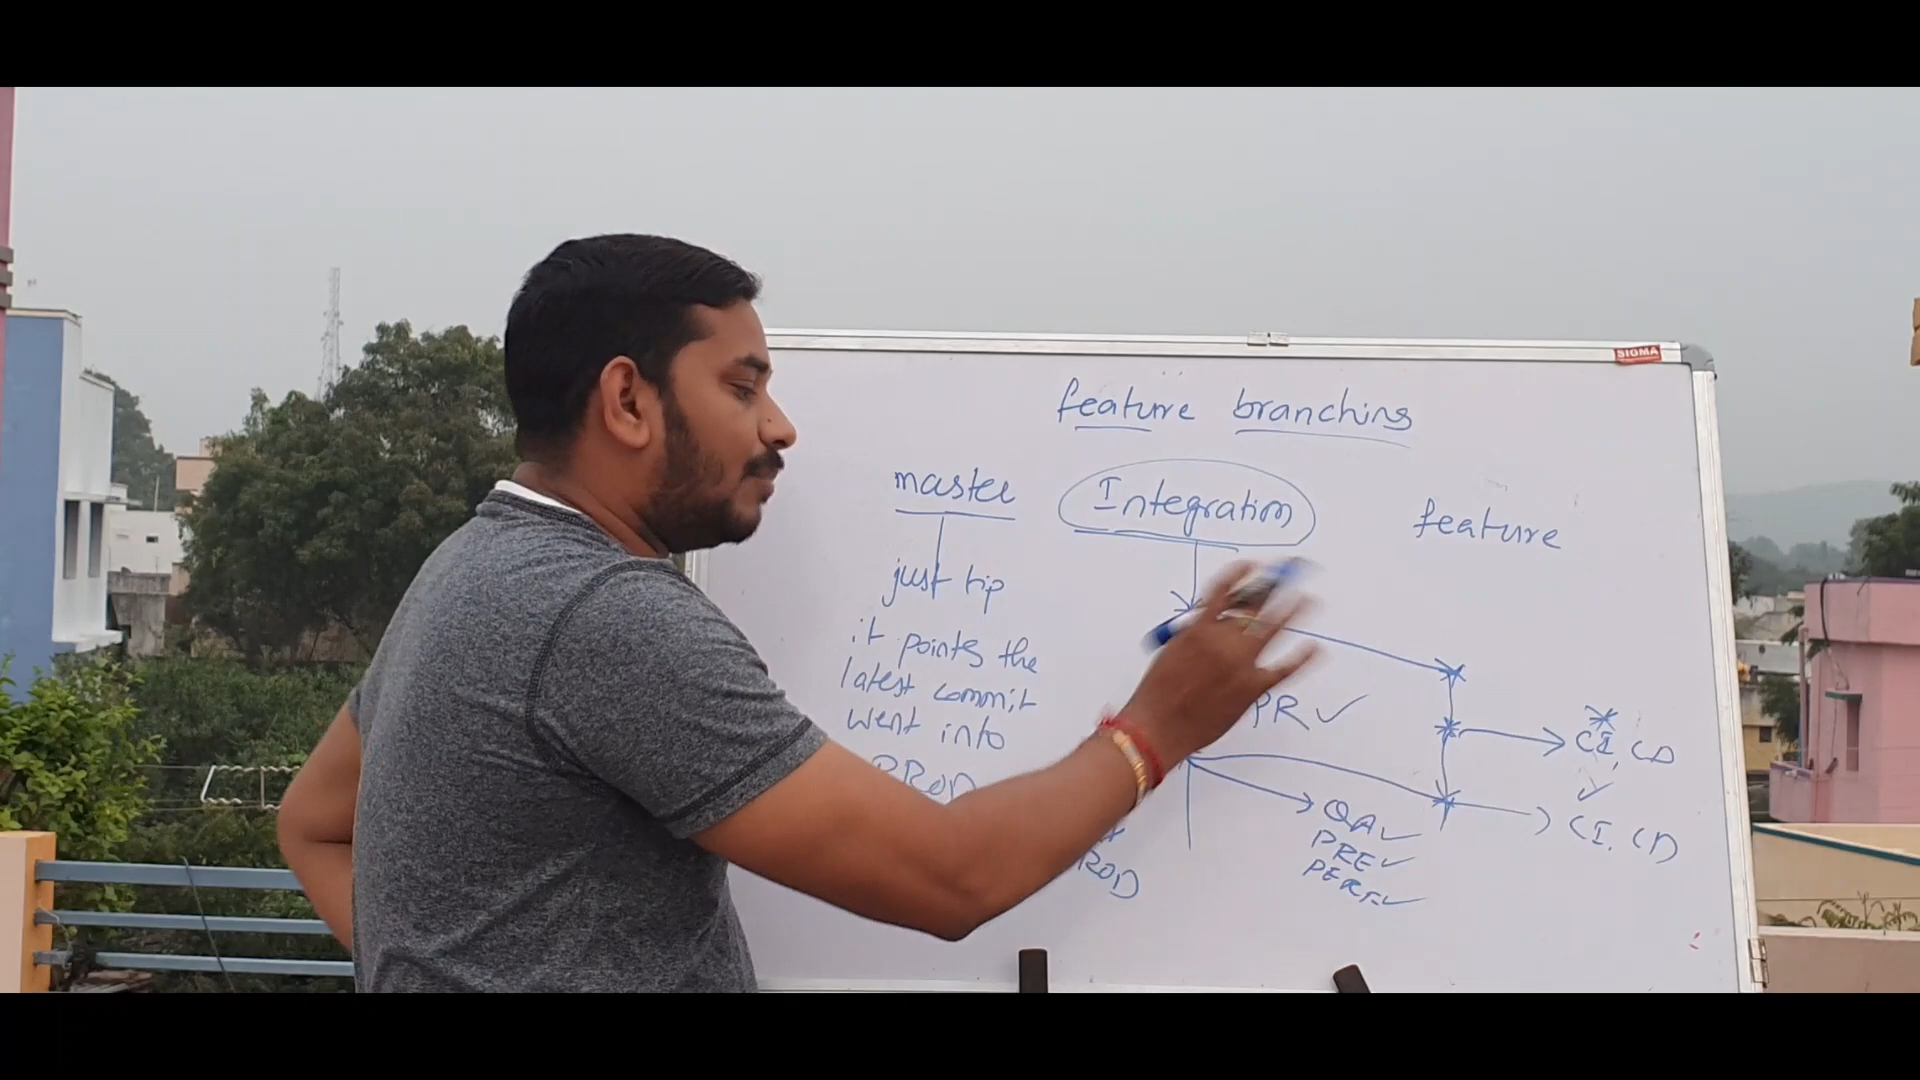 SIGMA
feature branching
master
Integration
feature
just tip
it points the
latest commit
went into
PROD
PR ✓
* CI, CD
✓ CI, CD
QA ✓
PRE ✓
PERF ✓